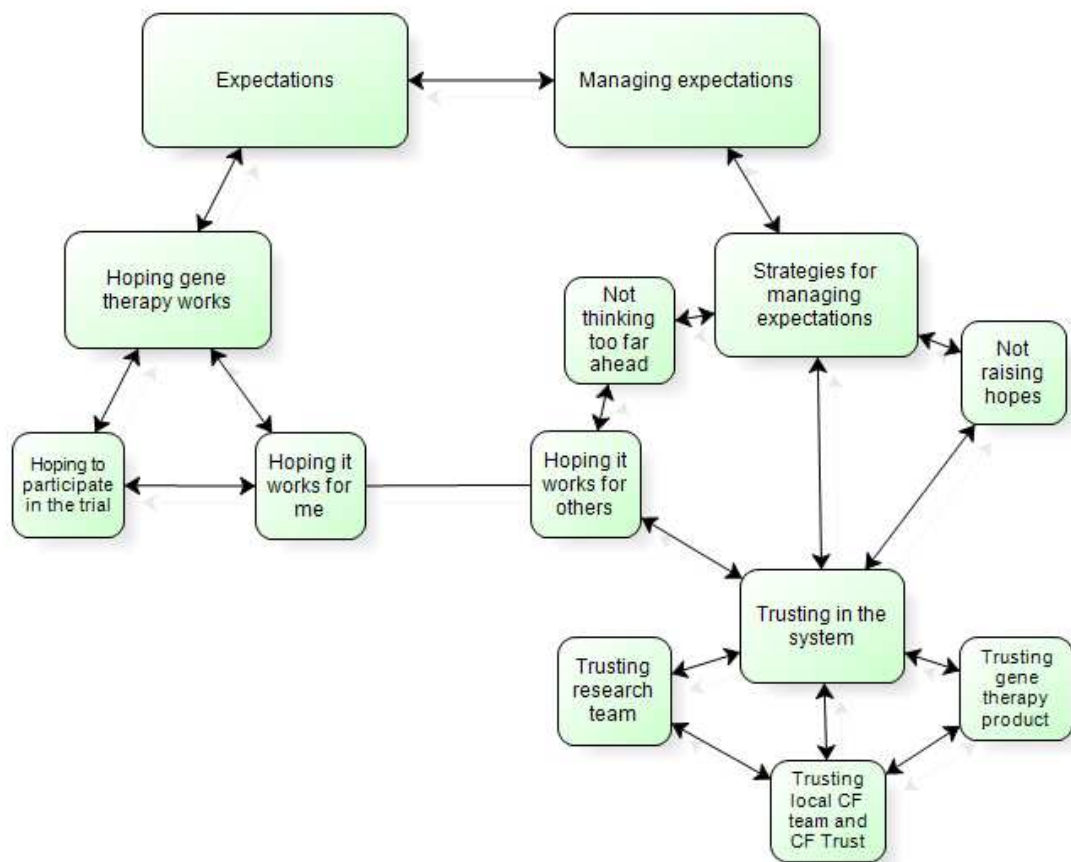 Expectations
Managing expectations
Hoping gene
therapy works
Strategies for
managing
expectations
Not
thinking
too far
ahead
Not
raising
hopes
Hoping to
participate
in the trial
Hoping it
works for
me
Hoping it
works for
others
Trusting in the
system
Trusting
research
team
Trusting
gene
therapy
product
Trusting
local CF
team and
CF Trust